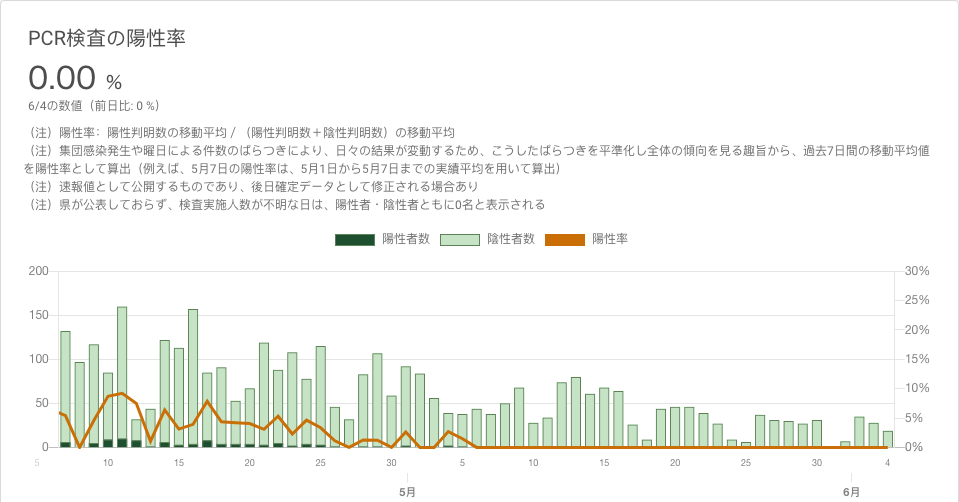 PCR検査の陽性率
0.00 %
6/4の数値（前日比: 0 %）
（注）陽性率：陽性判明数の移動平均 / （陽性判明数＋陰性判明数）の移動平均
（注）集団感染発生や曜日による件数のばらつきにより、日々の結果が変動するため、こうしたばらつきを平準化し全体の傾向を見る趣旨から、過去7日間の移動平均値
を陽性率として算出（例えば、5月7日の陽性率は、5月1日から5月7日までの実績平均を用いて算出）
（注）速報値として公開するものであり、後日確定データとして修正される場合あり
（注）県が公表しておらず、検査実施人数が不明な日は、陽性者・陰性者ともに0名と表示される
陽性者数 陰性者数 陽性率
200 30%
25%
150
20%
100 15%
10%
50
5%
0 0%
5 10 15 20 25 30 5 10 15 20 25 30 4
5月 6月